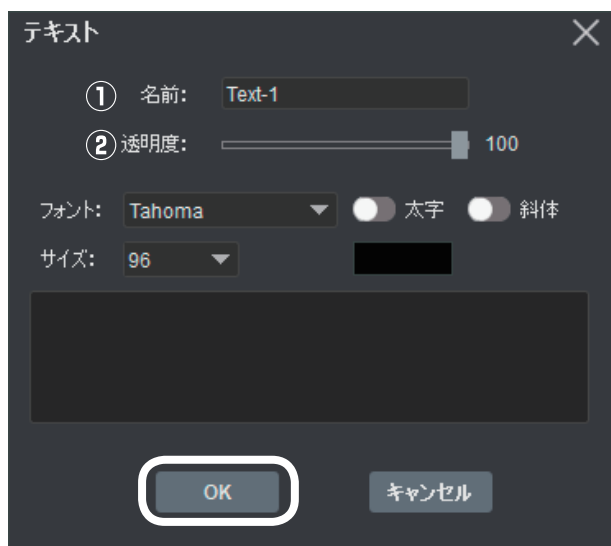 テキスト
① 名前: Text-1
② 透明度: 100
フォント: Tahoma 太字 斜体
サイズ: 96
OK キャンセル